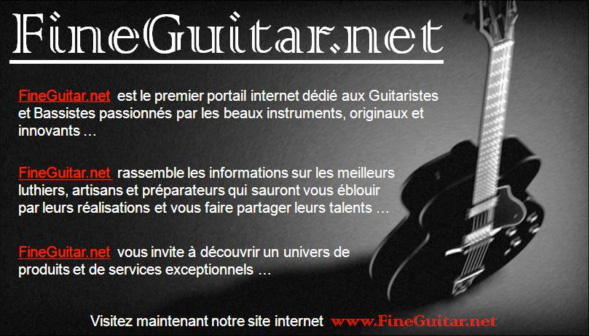 FineGuitar.net
FineGuitar.net est le premier portail internet dédié aux Guitaristes
et Bassistes passionnés par les beaux instruments, originaux et
innovants ...
FineGuitar.net rassemble les informations sur les meilleurs
luthiers, artisans et préparateurs qui sauront vous éblouir
par leurs réalisations et vous faire partager leurs talents ...
FineGuitar.net vous invite à découvrir un univers de
produits et de services exceptionnels ...
Visitez maintenant notre site internet www.FineGuitar.net